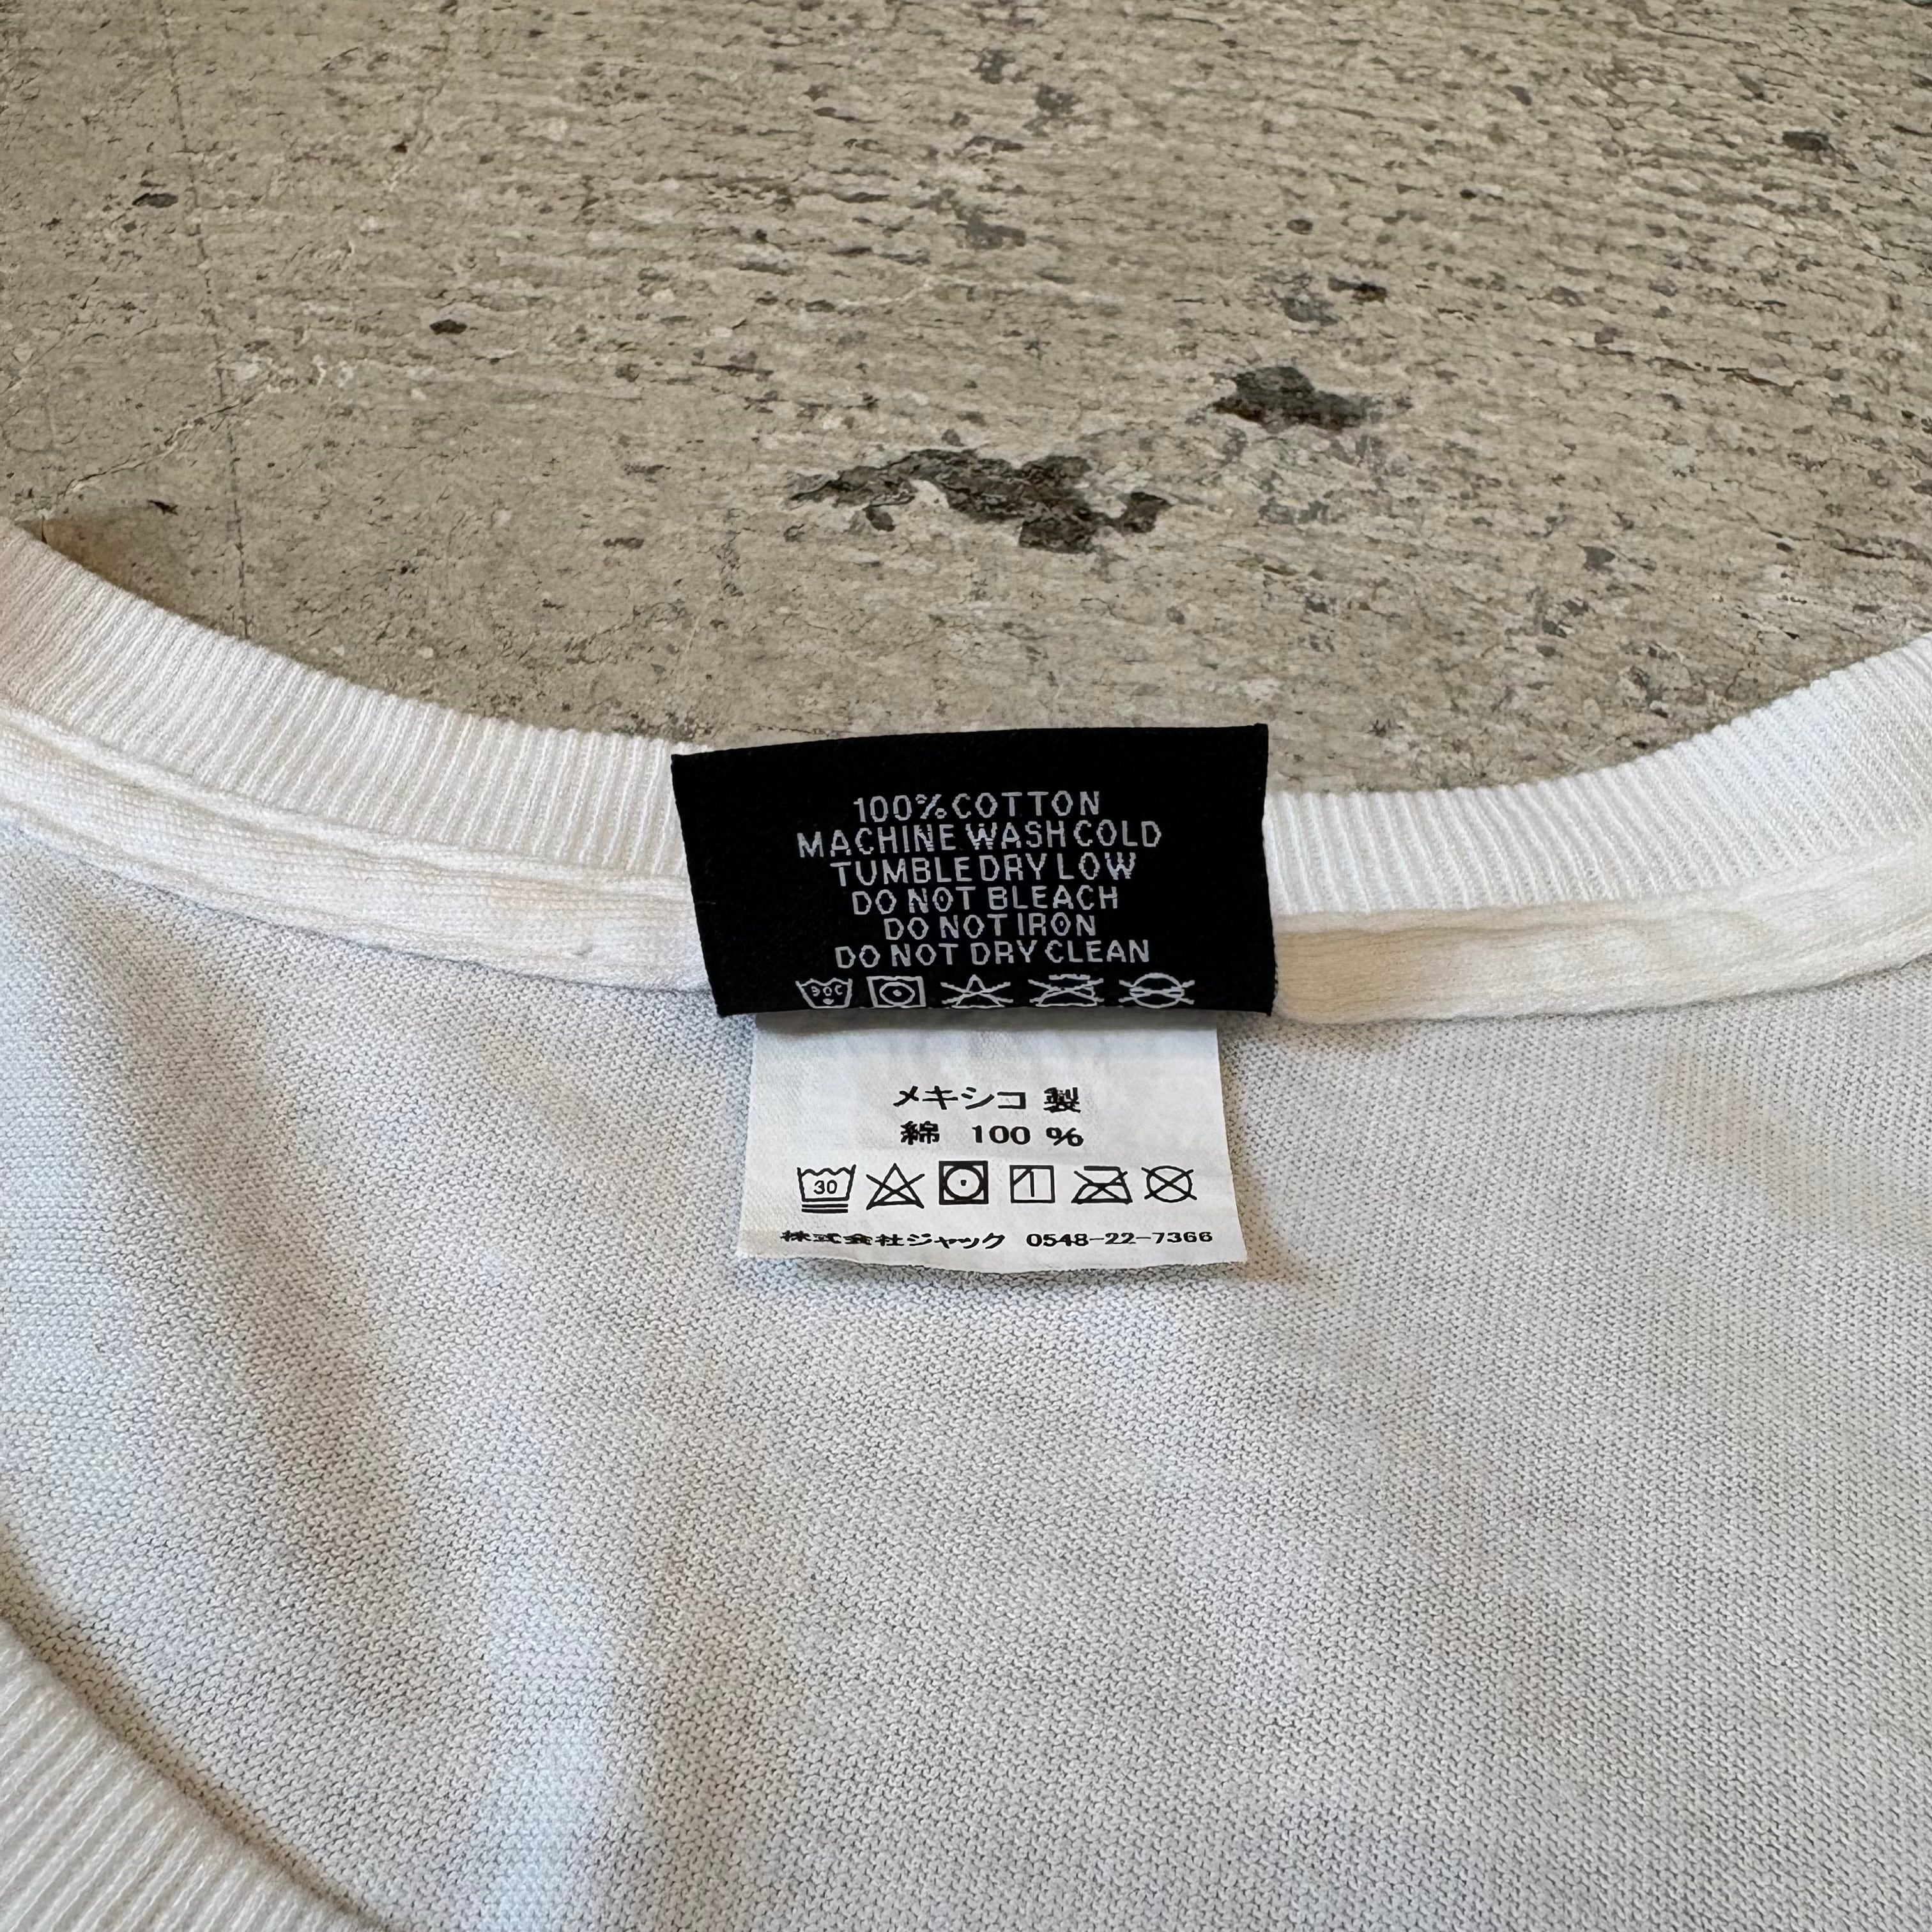 100% COTTON
MACHINE WASH COLD
TUMBLE DRY LOW
DO NOT BLEACH
DO NOT IRON
DO NOT DRY CLEAN
30C
メキシコ 製
綿 100 %
30
株式会社ジャック 0548-22-7366